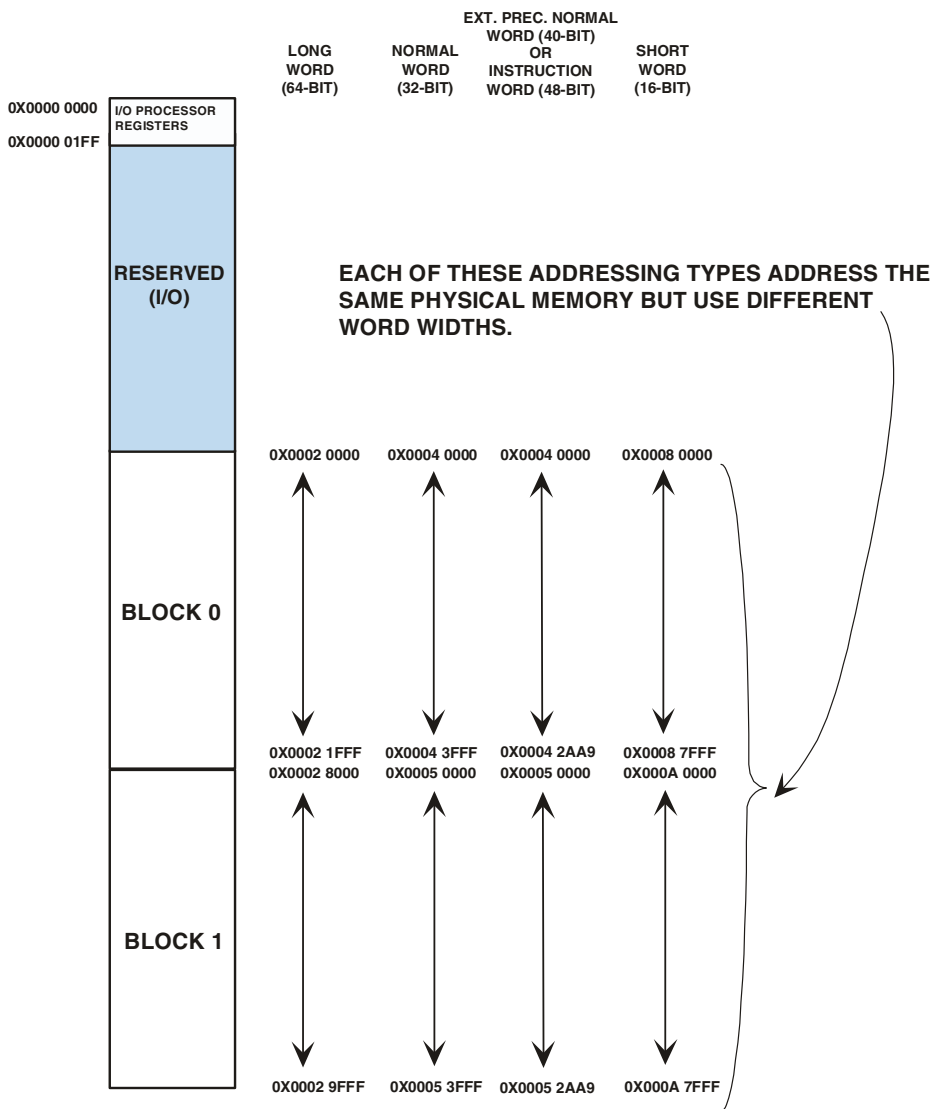 LONG
WORD
(64-BIT)
NORMAL
WORD
(32-BIT)
EXT. PREC. NORMAL
WORD (40-BIT)
OR
INSTRUCTION
WORD (48-BIT)
SHORT
WORD
(16-BIT)
0X0000 0000
I/O PROCESSOR
REGISTERS
0X0000 01FF
RESERVED
(I/O)
EACH OF THESE ADDRESSING TYPES ADDRESS THE
SAME PHYSICAL MEMORY BUT USE DIFFERENT
WORD WIDTHS.
0X0002 0000 0X0004 0000 0X0004 0000 0X0008 0000
BLOCK 0
0X0002 1FFF 0X0004 3FFF 0X0004 2AA9 0X0008 7FFF
0X0002 8000 0X0005 0000 0X0005 0000 0X000A 0000
BLOCK 1
0X0002 9FFF 0X0005 3FFF 0X0005 2AA9 0X000A 7FFF